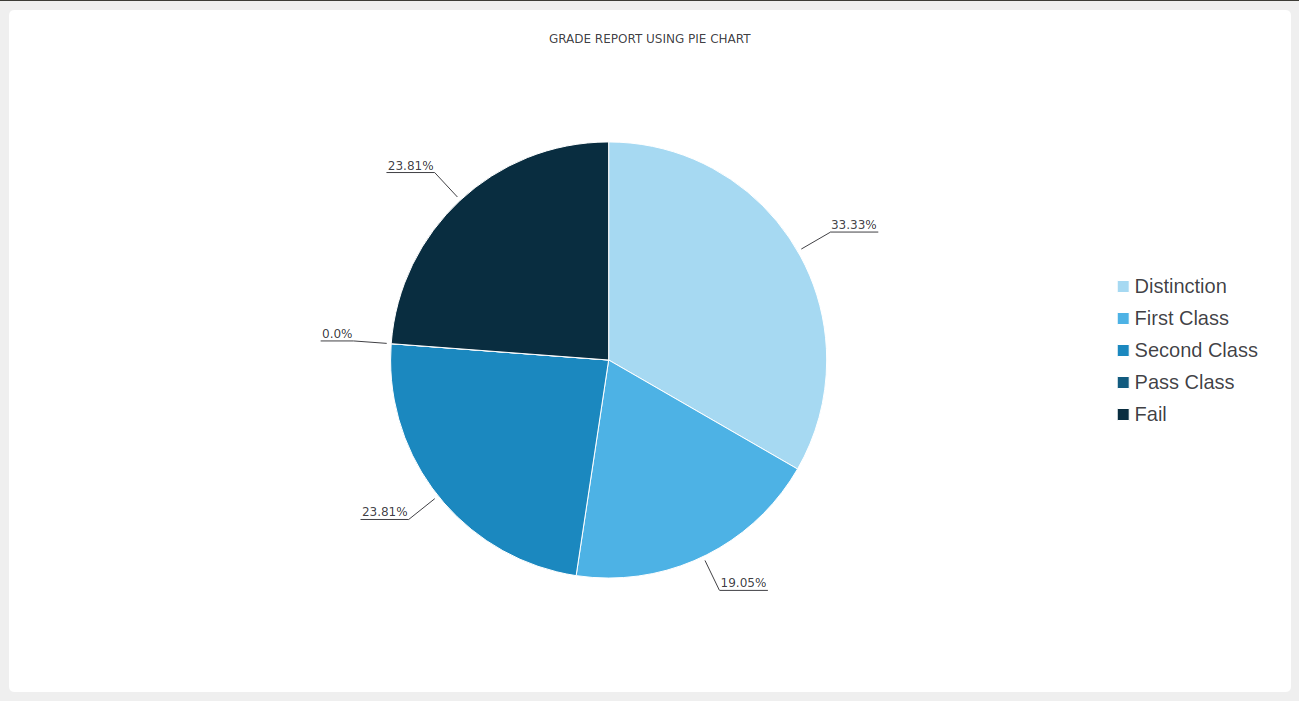 GRADE REPORT USING PIE CHART
23.81%
33.33%
0.0%
23.81%
19.05%
Distinction
First Class
Second Class
Pass Class
Fail